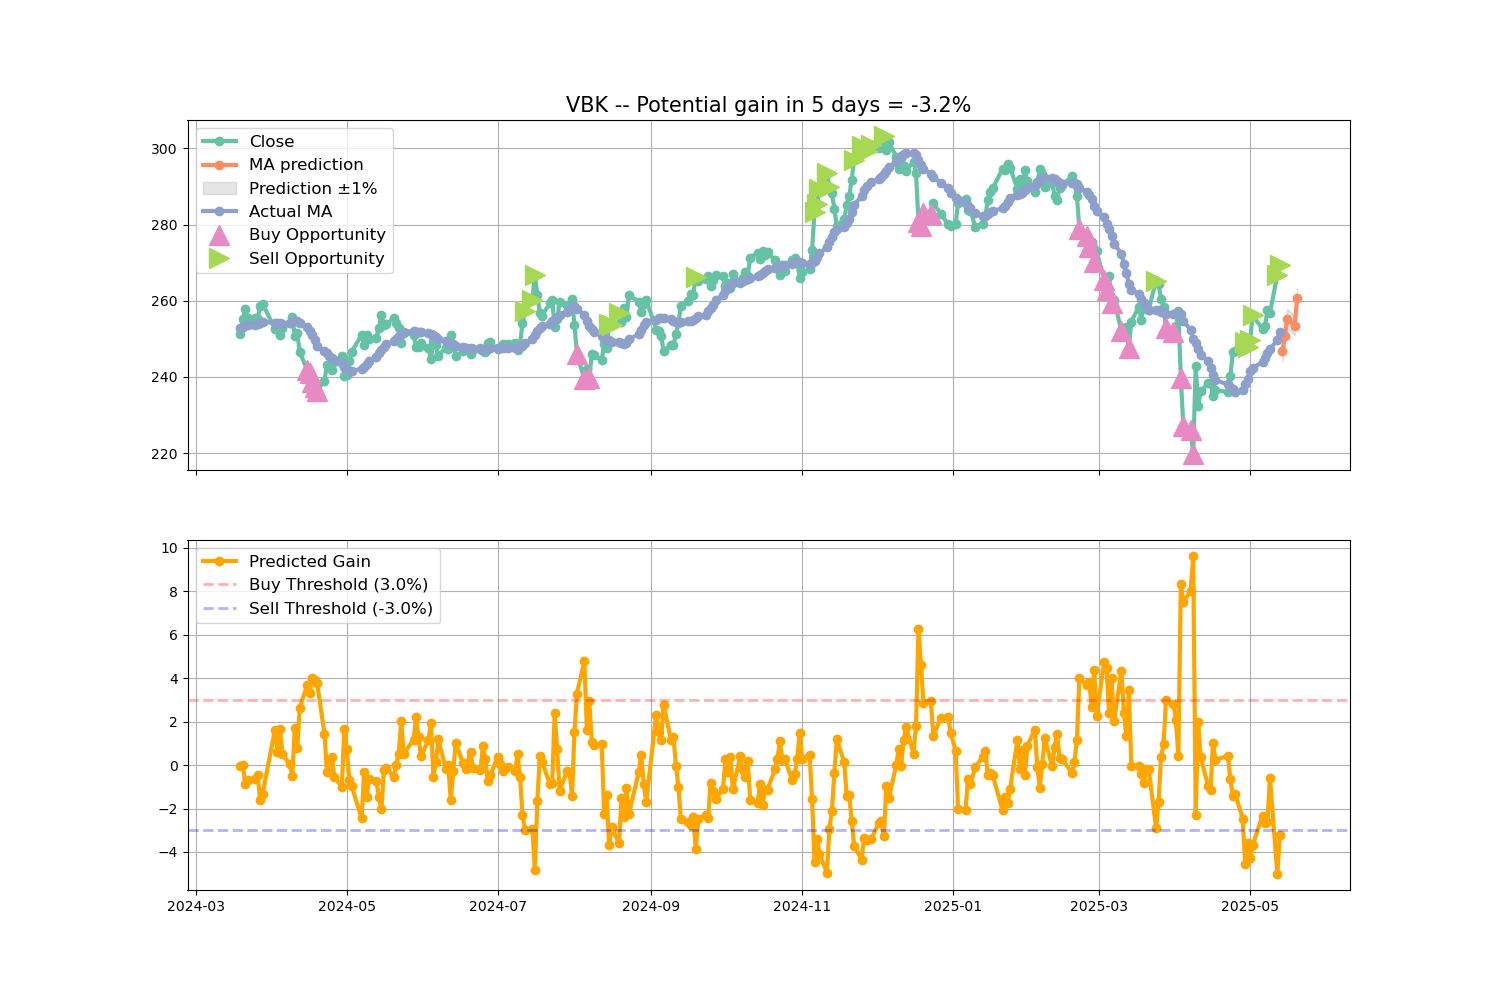 VBK -- Potential gain in 5 days = -3.2%
Close
MA prediction
Prediction ±1%
Actual MA
Buy Opportunity
Sell Opportunity
300
280
260
240
220
Predicted Gain
Buy Threshold (3.0%)
Sell Threshold (-3.0%)
10
8
6
4
2
0
−2
−4
2024-03 2024-05 2024-07 2024-09 2024-11 2025-01 2025-03 2025-05